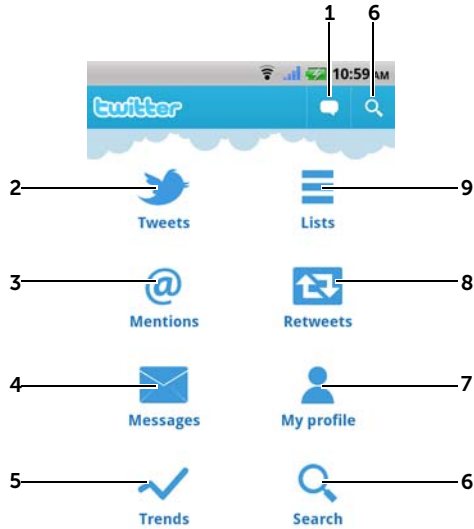 1 6
10:59 AM
twitter
2 9
Tweets Lists
3 8
Mentions Retweets
4 7
Messages My profile
5 6
Trends Search